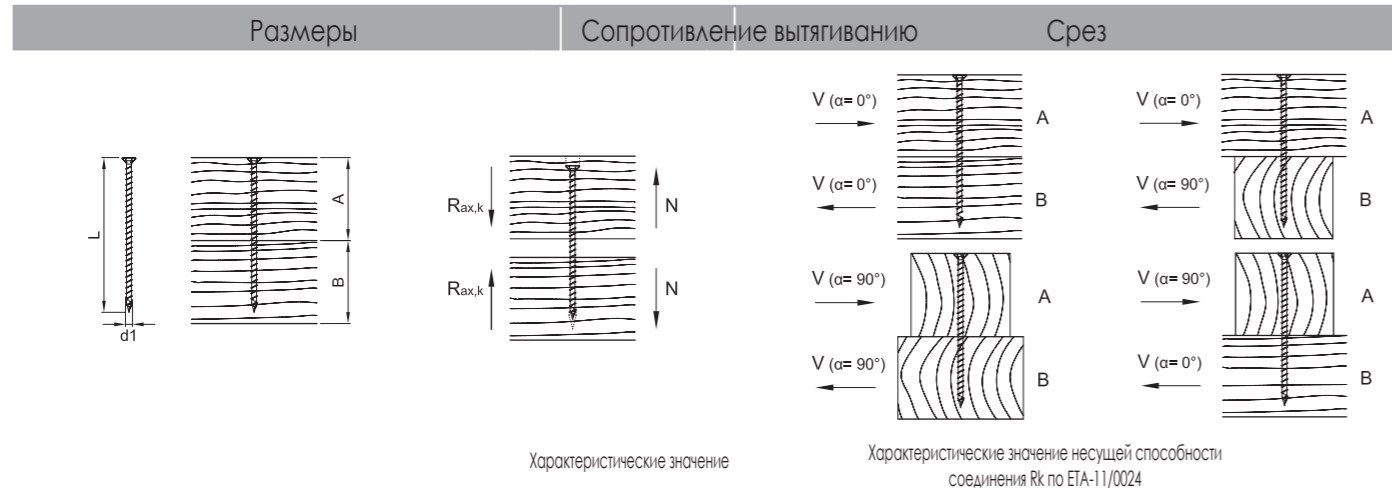 Размеры
Сопротивление вытягиванию
Срез
V (α= 0°)
A
V (α= 0°)
A
V (α= 0°)
B
V (α= 90°)
B
L
d1
A
B
Rax,k
N
Rax,k
N
V (α= 90°)
A
V (α= 90°)
A
V (α= 90°)
B
V (α= 0°)
B
Характеристические значение
Характеристические значение несущей способности
соединения Rk по ETA-11/0024